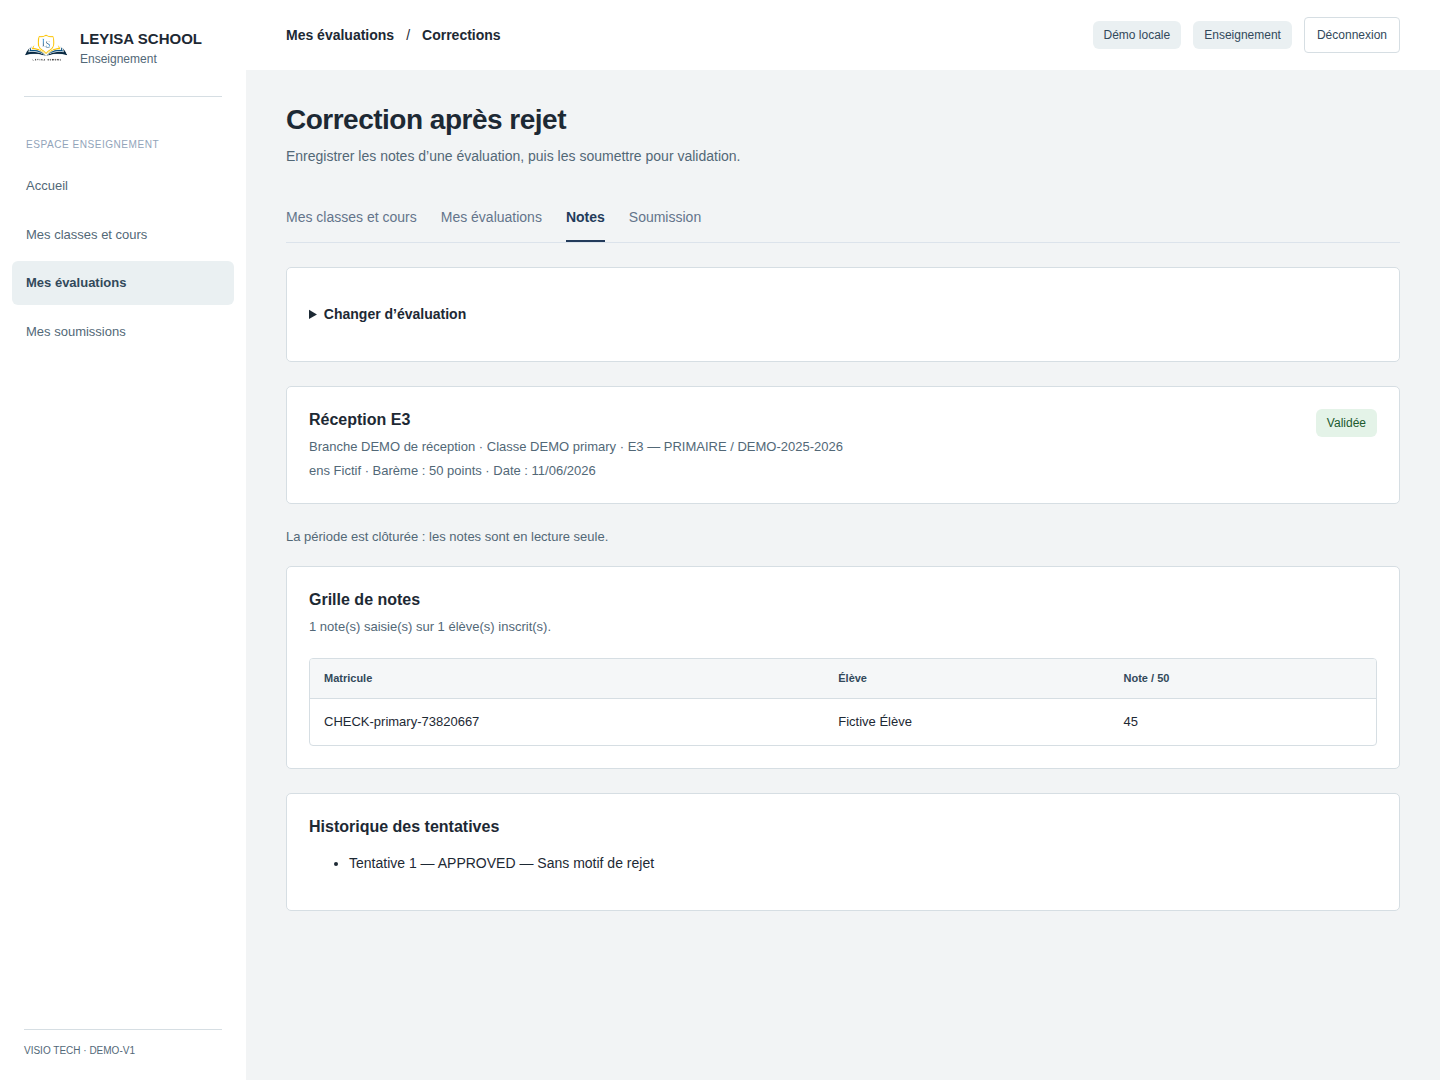 LEYISA SCHOOL
Enseignement
ESPACE ENSEIGNEMENT
Accueil
Mes classes et cours
Mes évaluations
Mes soumissions
VISIO TECH · DEMO-V1
Mes évaluations / Corrections
Démo locale
Enseignement
Déconnexion
Correction après rejet
Enregistrer les notes d’une évaluation, puis les soumettre pour validation.
Mes classes et cours Mes évaluations Notes Soumission
Changer d’évaluation
Réception E3
Validée
Branche DEMO de réception · Classe DEMO primary · E3 — PRIMAIRE / DEMO-2025-2026
ens Fictif · Barème : 50 points · Date : 11/06/2026
La période est clôturée : les notes sont en lecture seule.
Grille de notes
1 note(s) saisie(s) sur 1 élève(s) inscrit(s).
Matricule Élève Note / 50
CHECK-primary-73820667 Fictive Élève 45
Historique des tentatives
• Tentative 1 — APPROVED — Sans motif de rejet